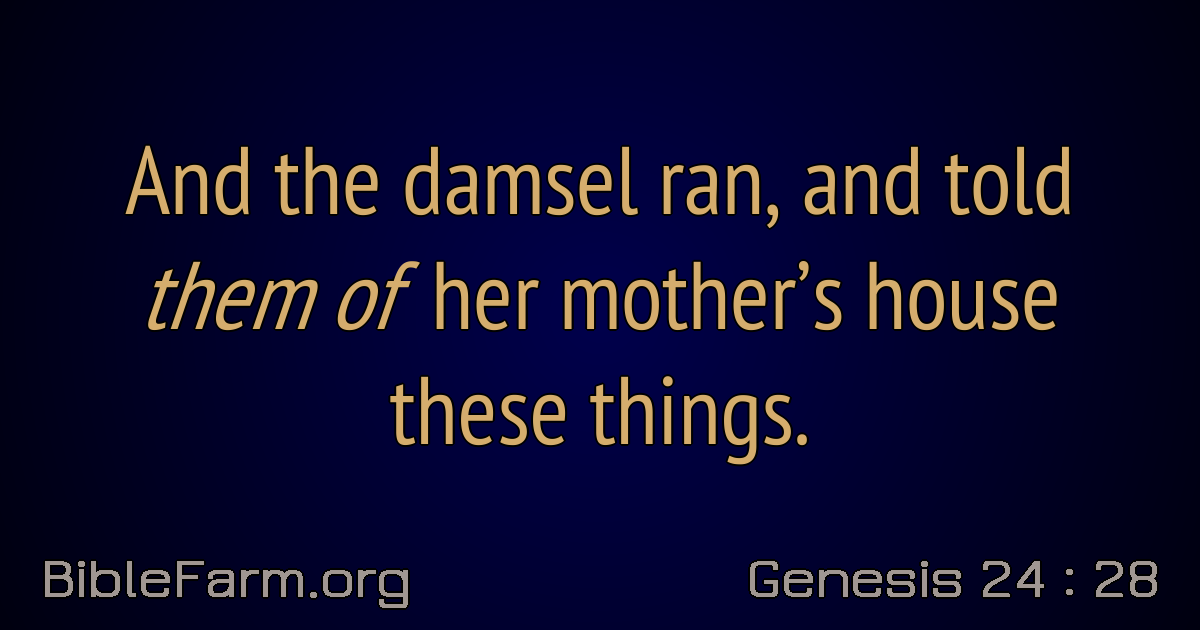 And the damsel ran, and told
them of her mother’s house
these things.
BibleFarm.org
Genesis 24 : 28